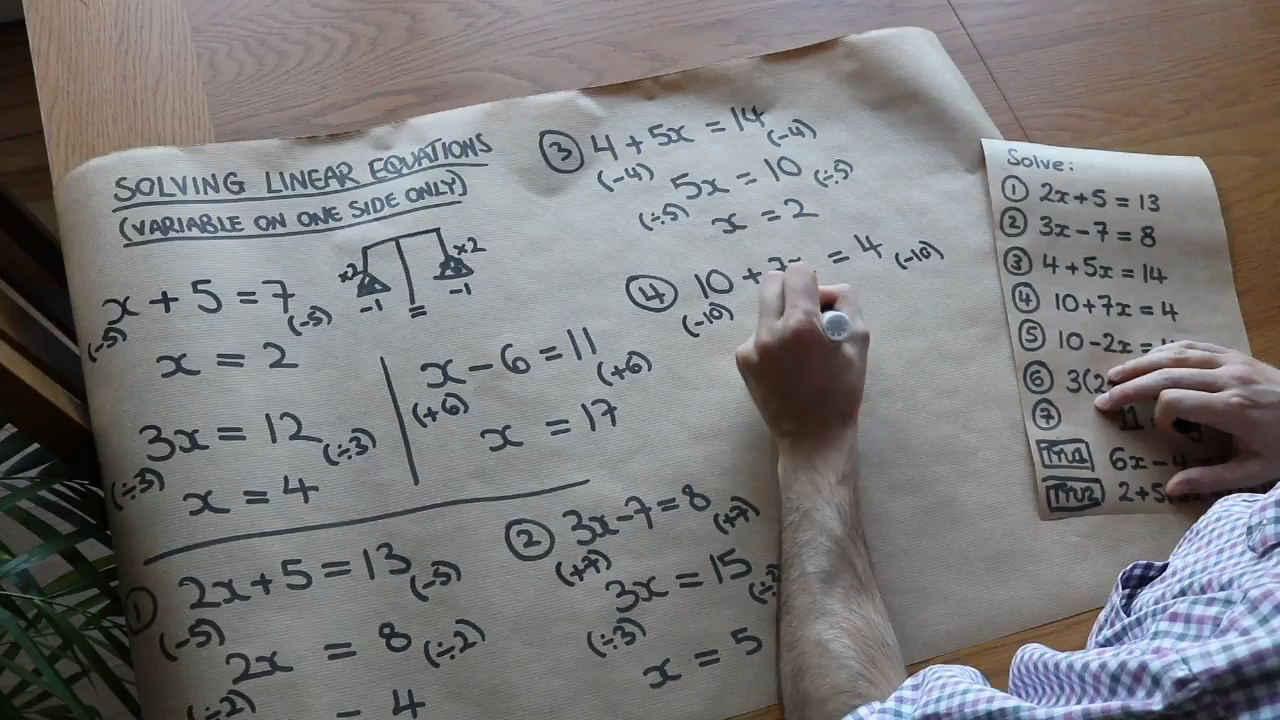 SOLVING LINEAR EQUATIONS
(VARIABLE ON ONE SIDE ONLY)
×2 ×2
-1 = -1
x + 5 = 7
(-5) (-5)
x = 2
3x = 12
(÷3) (÷3)
x = 4
x - 6 = 11
(+6) (+6)
x = 17
① 2x + 5 = 13
(-5) (-5)
2x = 8
(÷2) (÷2)
= 4
② 3x - 7 = 8
(+7) (+7)
3x = 15
(÷3)
x = 5
③ 4 + 5x = 14
(-4) (-4)
5x = 10
(÷5) (÷5)
x = 2
④ 10 + 7x = 4
(-10) (-10)
Solve:
① 2x + 5 = 13
② 3x - 7 = 8
③ 4 + 5x = 14
④ 10 + 7x = 4
⑤ 10 - 2x =
⑥ 3(2
⑦ 11
6x - 4
2 + 5